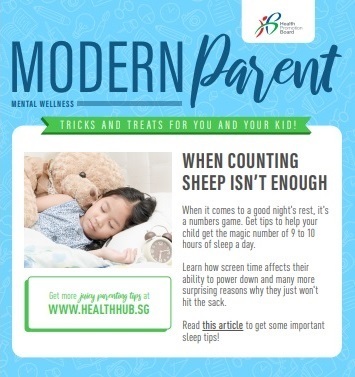 Health
Promotion
Board
MODERN Parent
MENTAL WELLNESS
TRICKS AND TREATS FOR YOU AND YOUR KID!
WHEN COUNTING
SHEEP ISN'T ENOUGH
When it comes to a good night's rest, it's
a numbers game. Get tips to help your
child get the magic number of 9 to 10
hours of sleep a day.
Learn how screen time affects their
ability to power down and many more
surprising reasons why they just won't
hit the sack.
Read this article to get some important
sleep tips!
Get more juicy parenting tips at
WWW.HEALTHHUB.SG